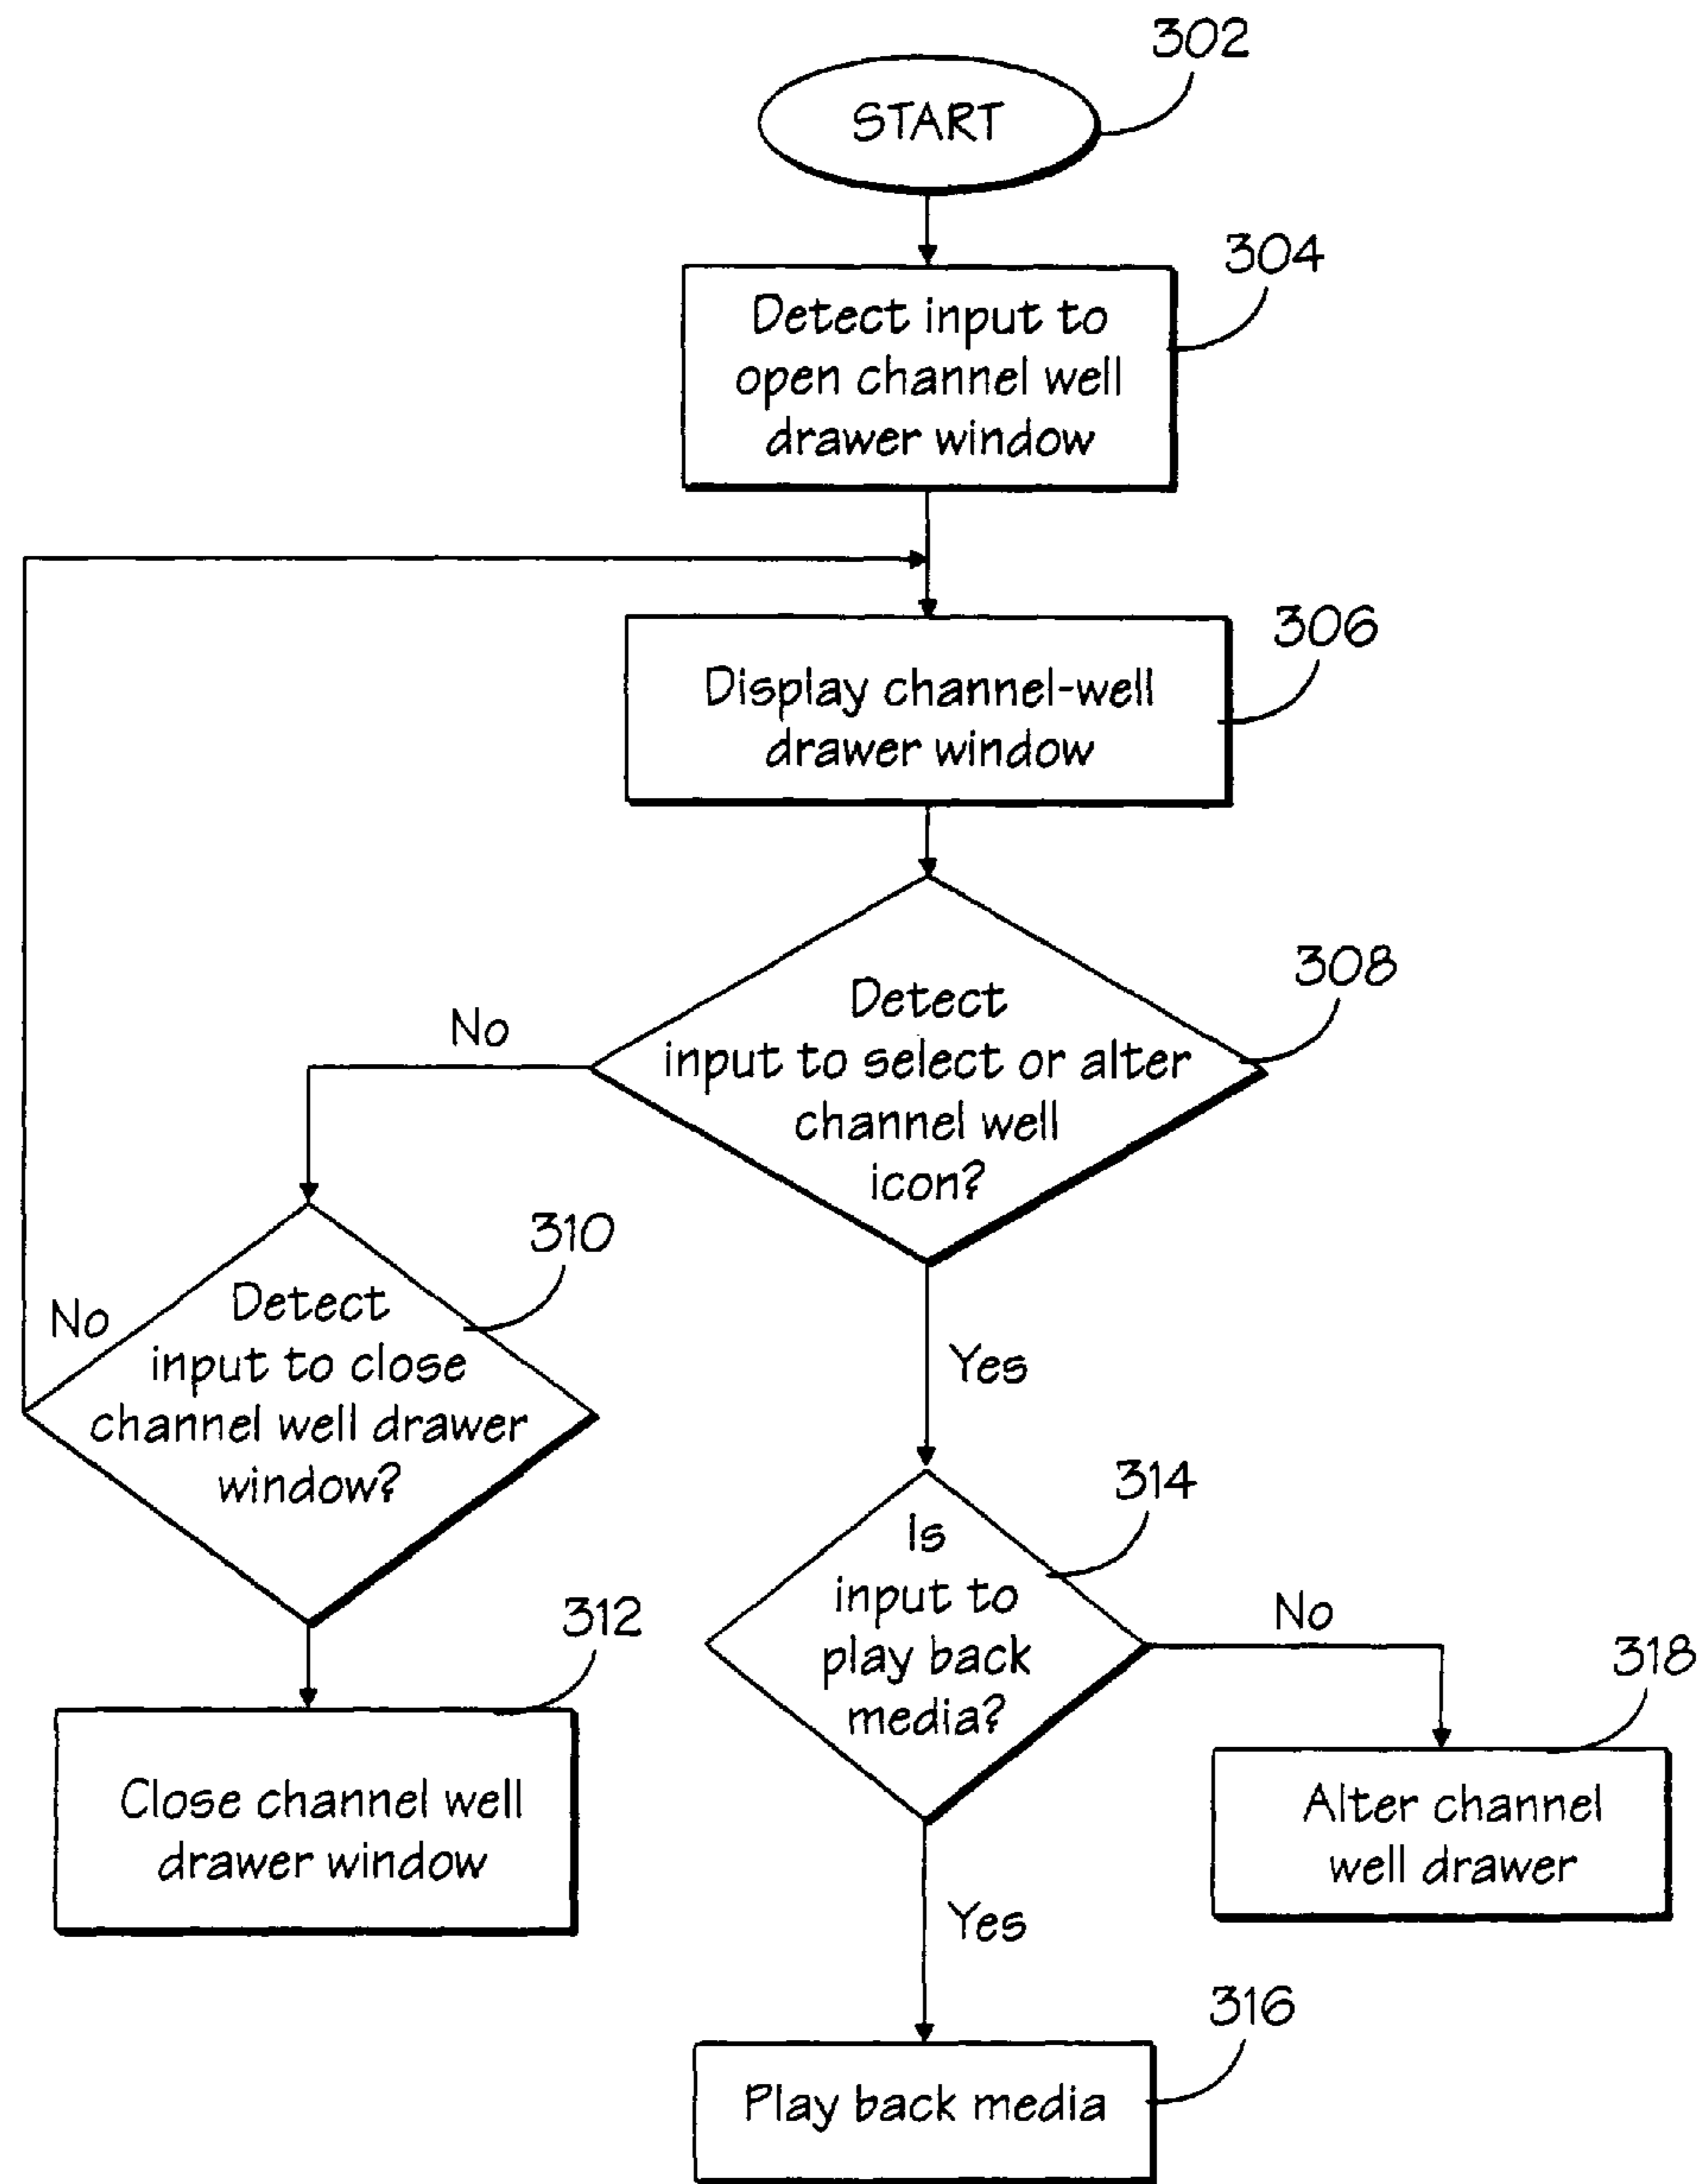 302
START
304
Detect input to
open channel well
drawer window
306
Display channel-well
drawer window
308
Detect
input to select or alter
channel well
icon?
No
310
Detect
input to close
channel well drawer
window?
No
Yes
314
Is
input to
play back
media?
No
312
Close channel well
drawer window
318
Alter channel
well drawer
Yes
316
Play back media